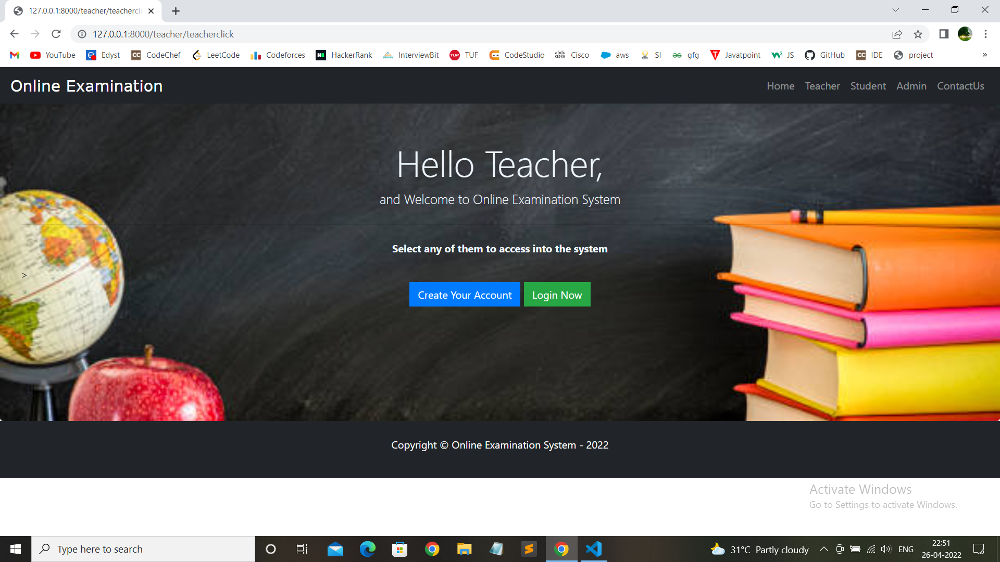 127.0.0.1:8000/teacher/teachercli
127.0.0.1:8000/teacher/teacherclick
YouTube Edyst CodeChef LeetCode Codeforces HackerRank InterviewBit TUF CodeStudio Cisco aws SI gfg Javatpoint JS GitHub IDE project »
Online Examination
Home Teacher Student Admin ContactUs
Hello Teacher,
and Welcome to Online Examination System
Select any of them to access into the system
>
Create Your Account Login Now
Copyright © Online Examination System - 2022
Activate Windows
Go to Settings to activate Windows.
Type here to search
31°C Partly cloudy
ENG
22:51
26-04-2022